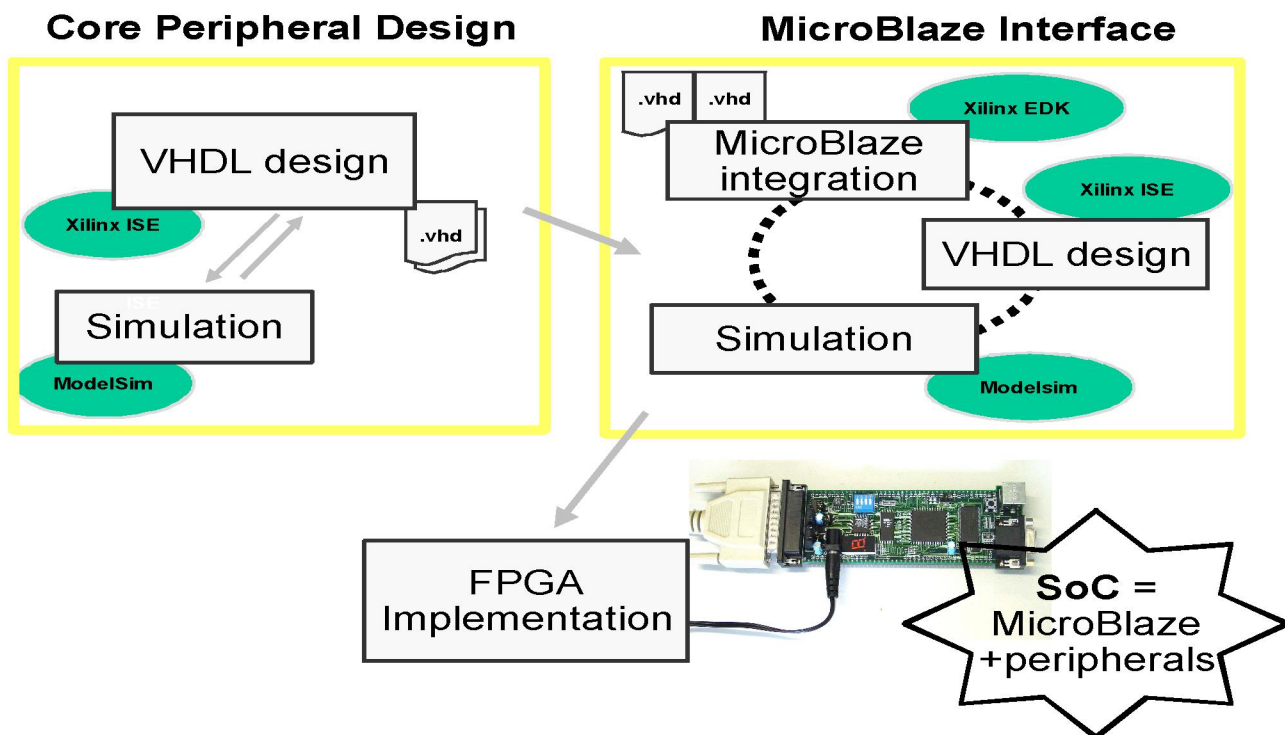 Core Peripheral Design
VHDL design
Xilinx ISE
.vhd
ISE
Simulation
ModelSim
MicroBlaze Interface
.vhd
.vhd
Xilinx EDK
MicroBlaze
integration
Xilinx ISE
VHDL design
Simulation
Modelsim
FPGA
Implementation
SoC =
MicroBlaze
+peripherals